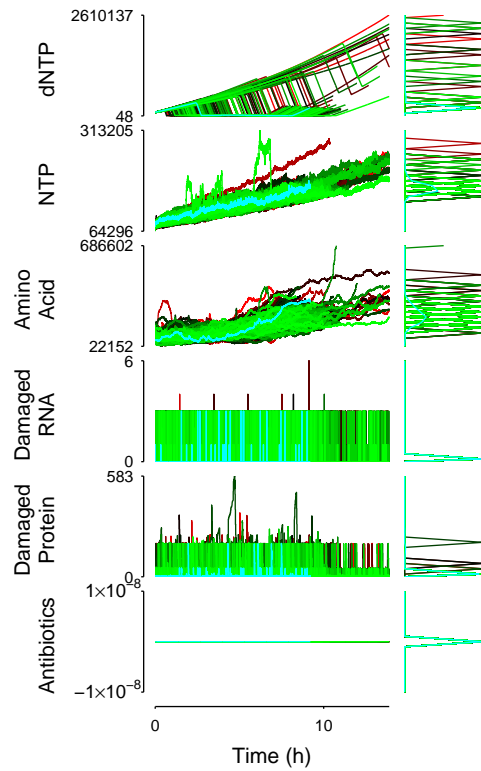 2610137
dNTP
48
313205
NTP
64296
686602
Amino
Acid
22152
6
Damaged
RNA
0
583
Damaged
Protein
0
1×10⁻⁸
Antibiotics
−1×10⁻⁸
0 10
Time (h)